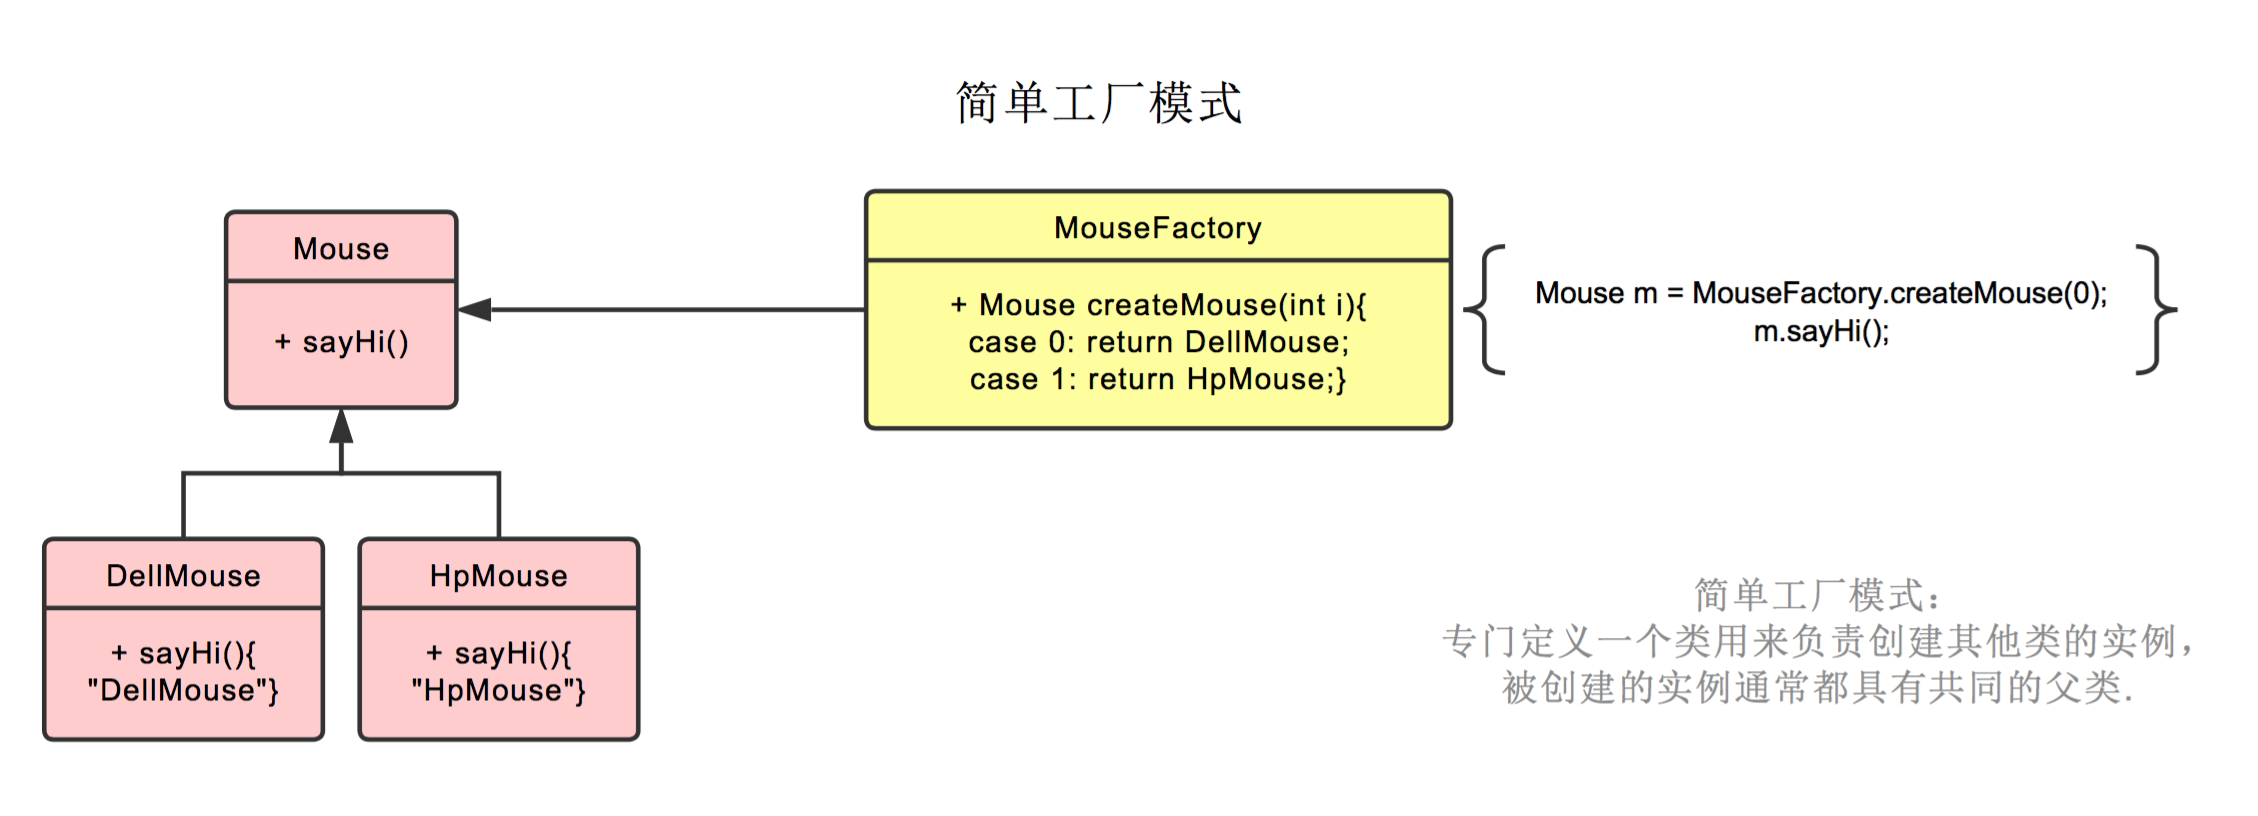 简单工厂模式
Mouse
+ sayHi()
MouseFactory
+ Mouse createMouse(int i){
case 0: return DellMouse;
case 1: return HpMouse;}
Mouse m = MouseFactory.createMouse(0);
m.sayHi();
DellMouse
+ sayHi(){
"DellMouse"}
HpMouse
+ sayHi(){
"HpMouse"}
简单工厂模式：
专门定义一个类用来负责创建其他类的实例，
被创建的实例通常都具有共同的父类.